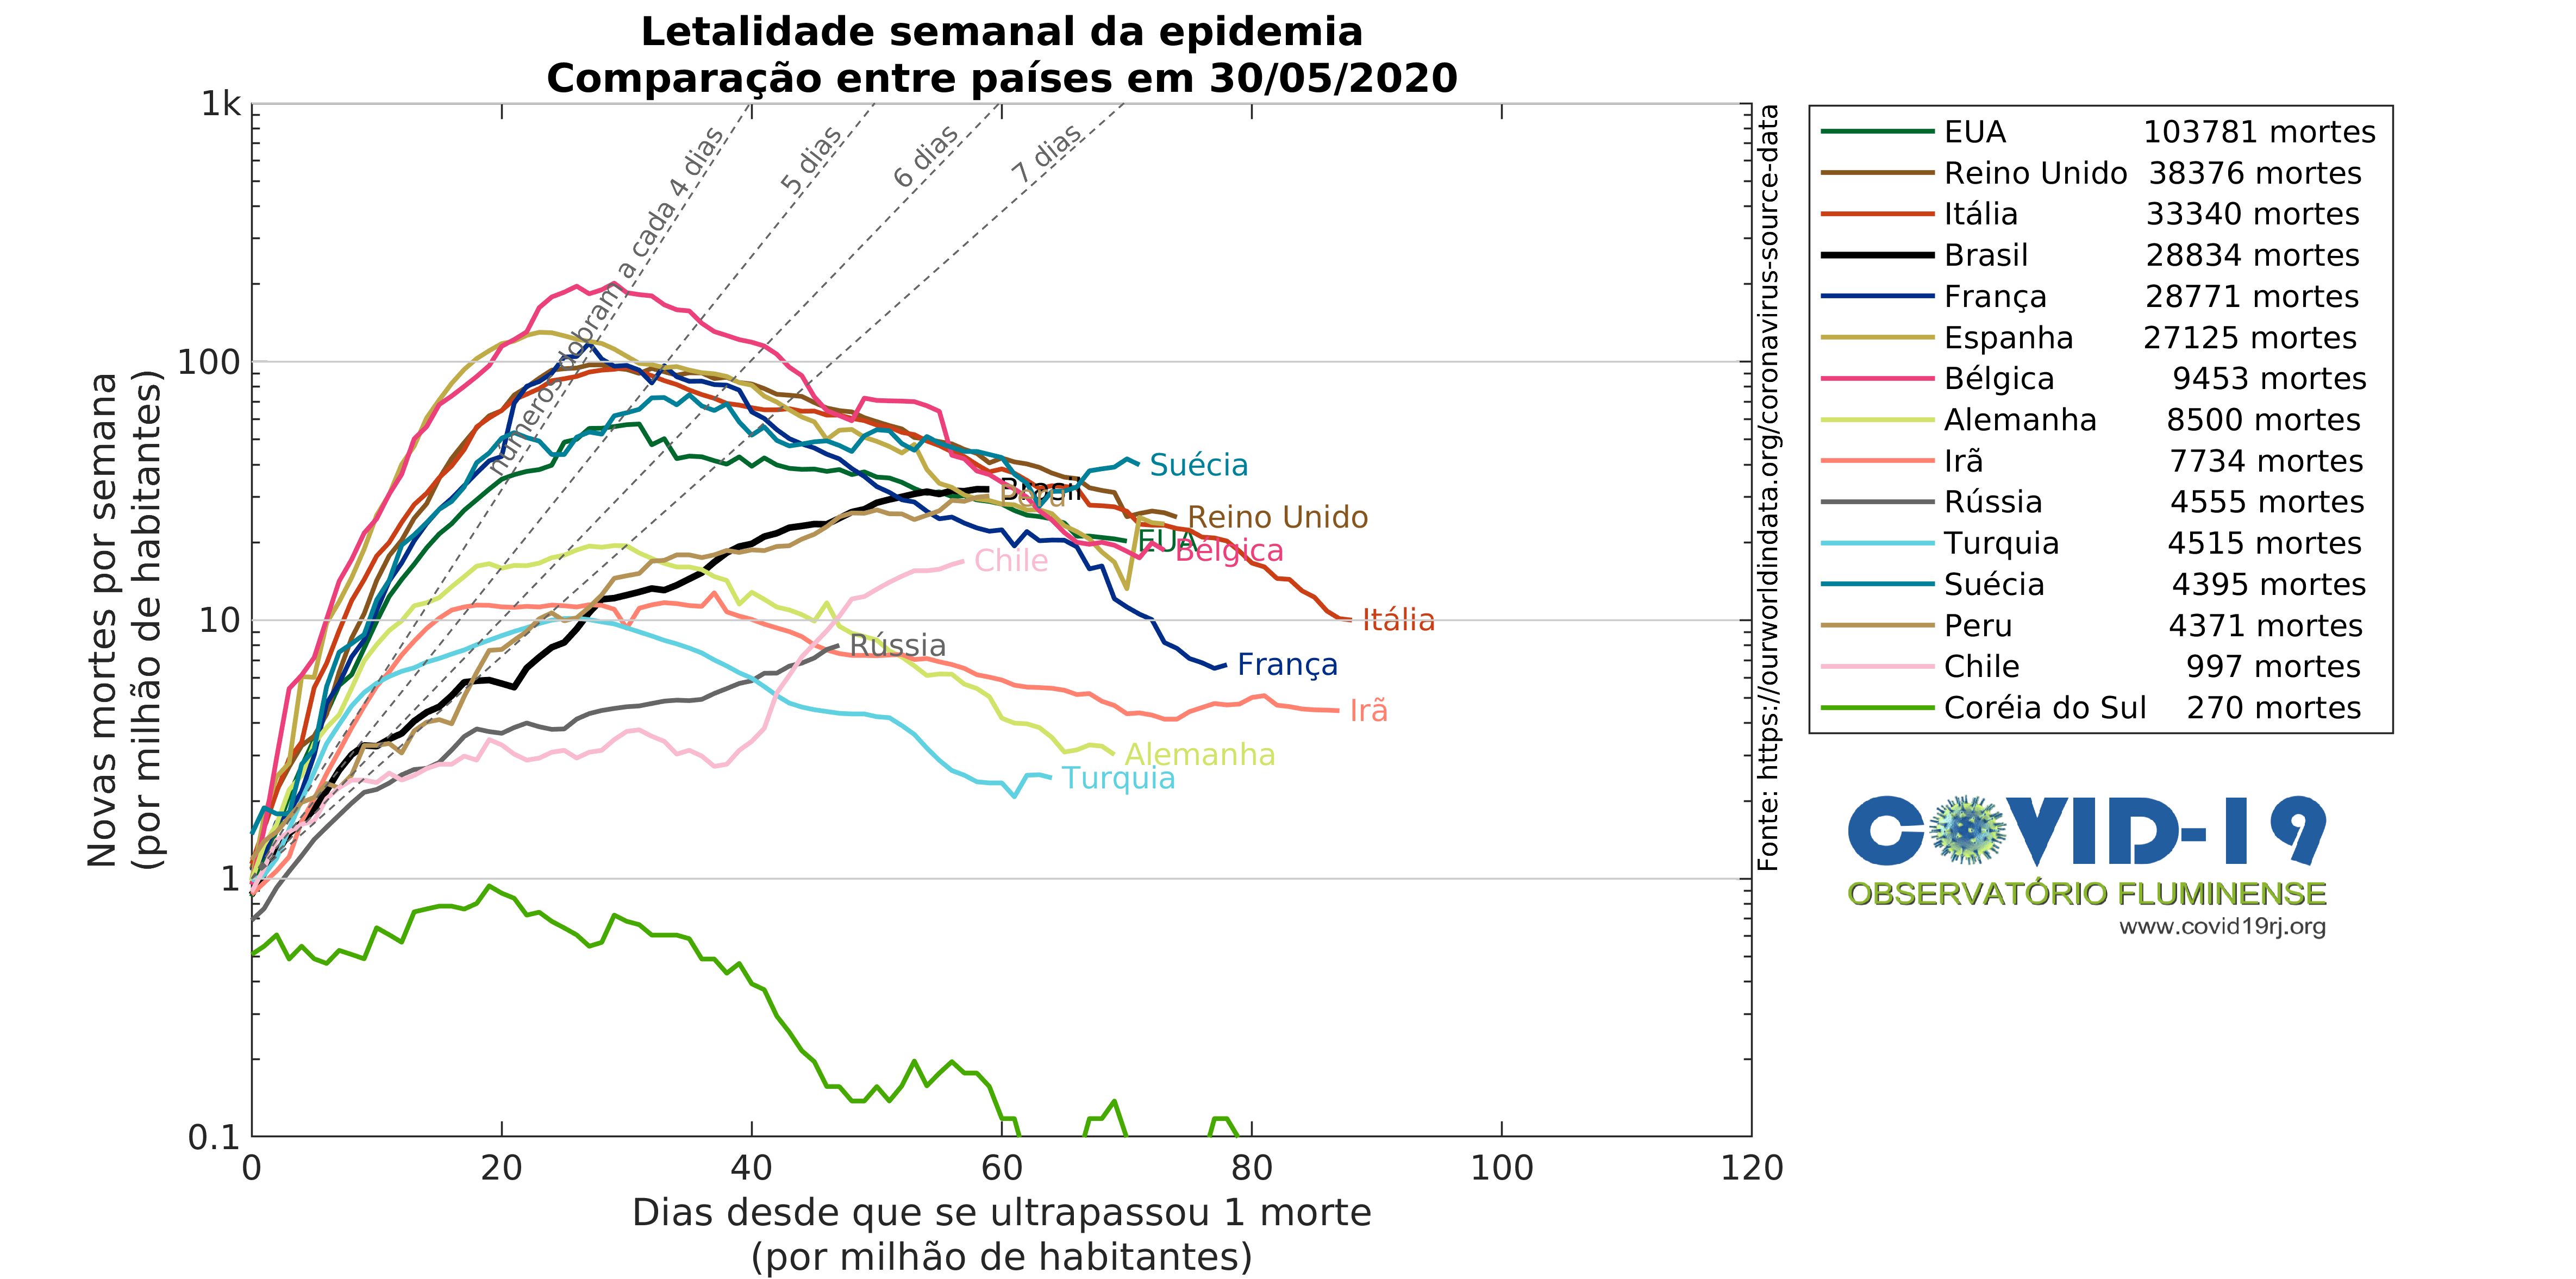 Letalidade semanal da epidemia
Comparação entre países em 30/05/2020
Novas mortes por semana
(por milhão de habitantes)
1k
100
10
1
0.1
0
20
40
60
80
100
120
Dias desde que se ultrapassou 1 morte
(por milhão de habitantes)
números dobram a cada 4 dias
5 dias
6 dias
7 dias
Suécia
Brasil
Peru
Reino Unido
EUA
Bélgica
Chile
Itália
Rússia
França
Irã
Alemanha
Turquia
Fonte: https://ourworldindata.org/coronavirus-source-data
EUA 103781 mortes
Reino Unido 38376 mortes
Itália 33340 mortes
Brasil 28834 mortes
França 28771 mortes
Espanha 27125 mortes
Bélgica 9453 mortes
Alemanha 8500 mortes
Irã 7734 mortes
Rússia 4555 mortes
Turquia 4515 mortes
Suécia 4395 mortes
Peru 4371 mortes
Chile 997 mortes
Coréia do Sul 270 mortes
COVID-19
OBSERVATÓRIO FLUMINENSE
www.covid19rj.org